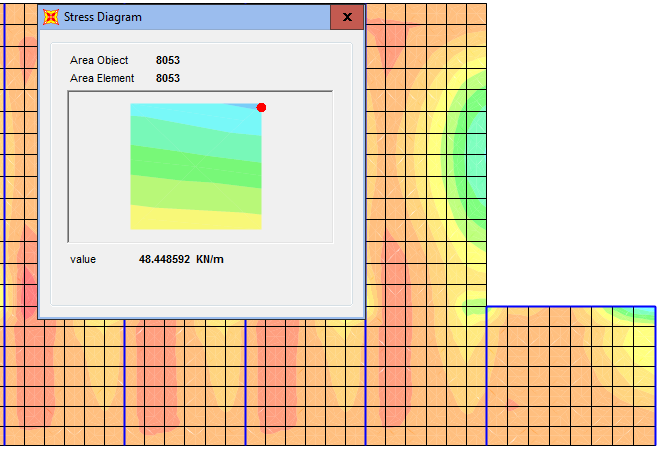 Stress Diagram
Area Object 8053
Area Element 8053
value 48.448592 KN/m